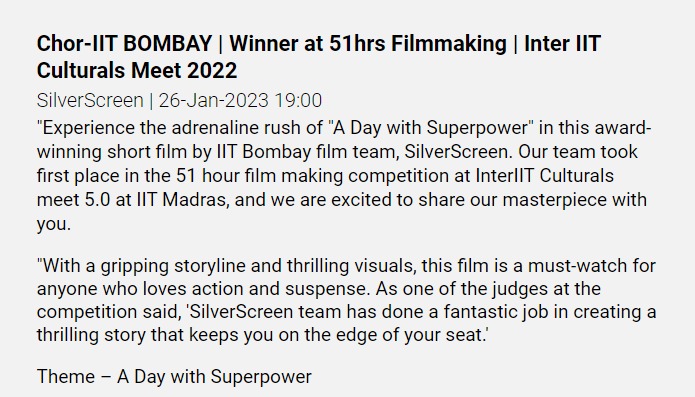 Chor-IIT BOMBAY | Winner at 51hrs Filmmaking | Inter IIT
Culturals Meet 2022
SilverScreen | 26-Jan-2023 19:00
"Experience the adrenaline rush of "A Day with Superpower" in this award-
winning short film by IIT Bombay film team, SilverScreen. Our team took
first place in the 51 hour film making competition at InterIIT Culturals
meet 5.0 at IIT Madras, and we are excited to share our masterpiece with
you.
"With a gripping storyline and thrilling visuals, this film is a must-watch for
anyone who loves action and suspense. As one of the judges at the
competition said, 'SilverScreen team has done a fantastic job in creating a
thrilling story that keeps you on the edge of your seat.'
Theme – A Day with Superpower